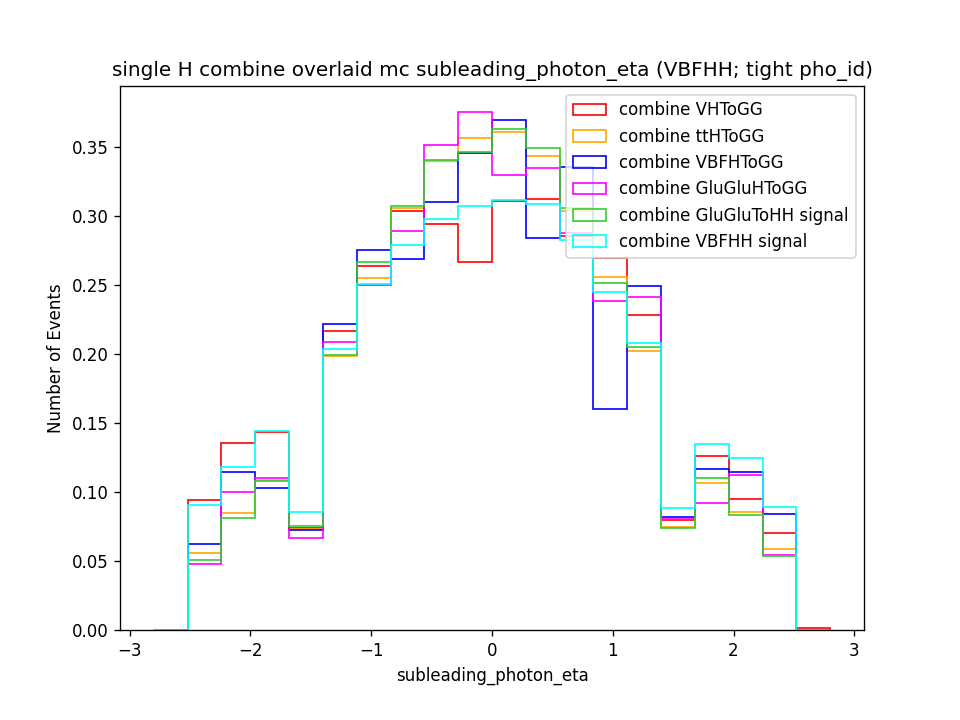 single H combine overlaid mc subleading_photon_eta (VBFHH; tight pho_id)
combine VHToGG
combine ttHToGG
combine VBFHToGG
combine GluGluHToGG
combine GluGluToHH signal
combine VBFHH signal
Number of Events
0.35
0.30
0.25
0.20
0.15
0.10
0.05
0.00
−3
−2
−1
0
1
2
3
subleading_photon_eta